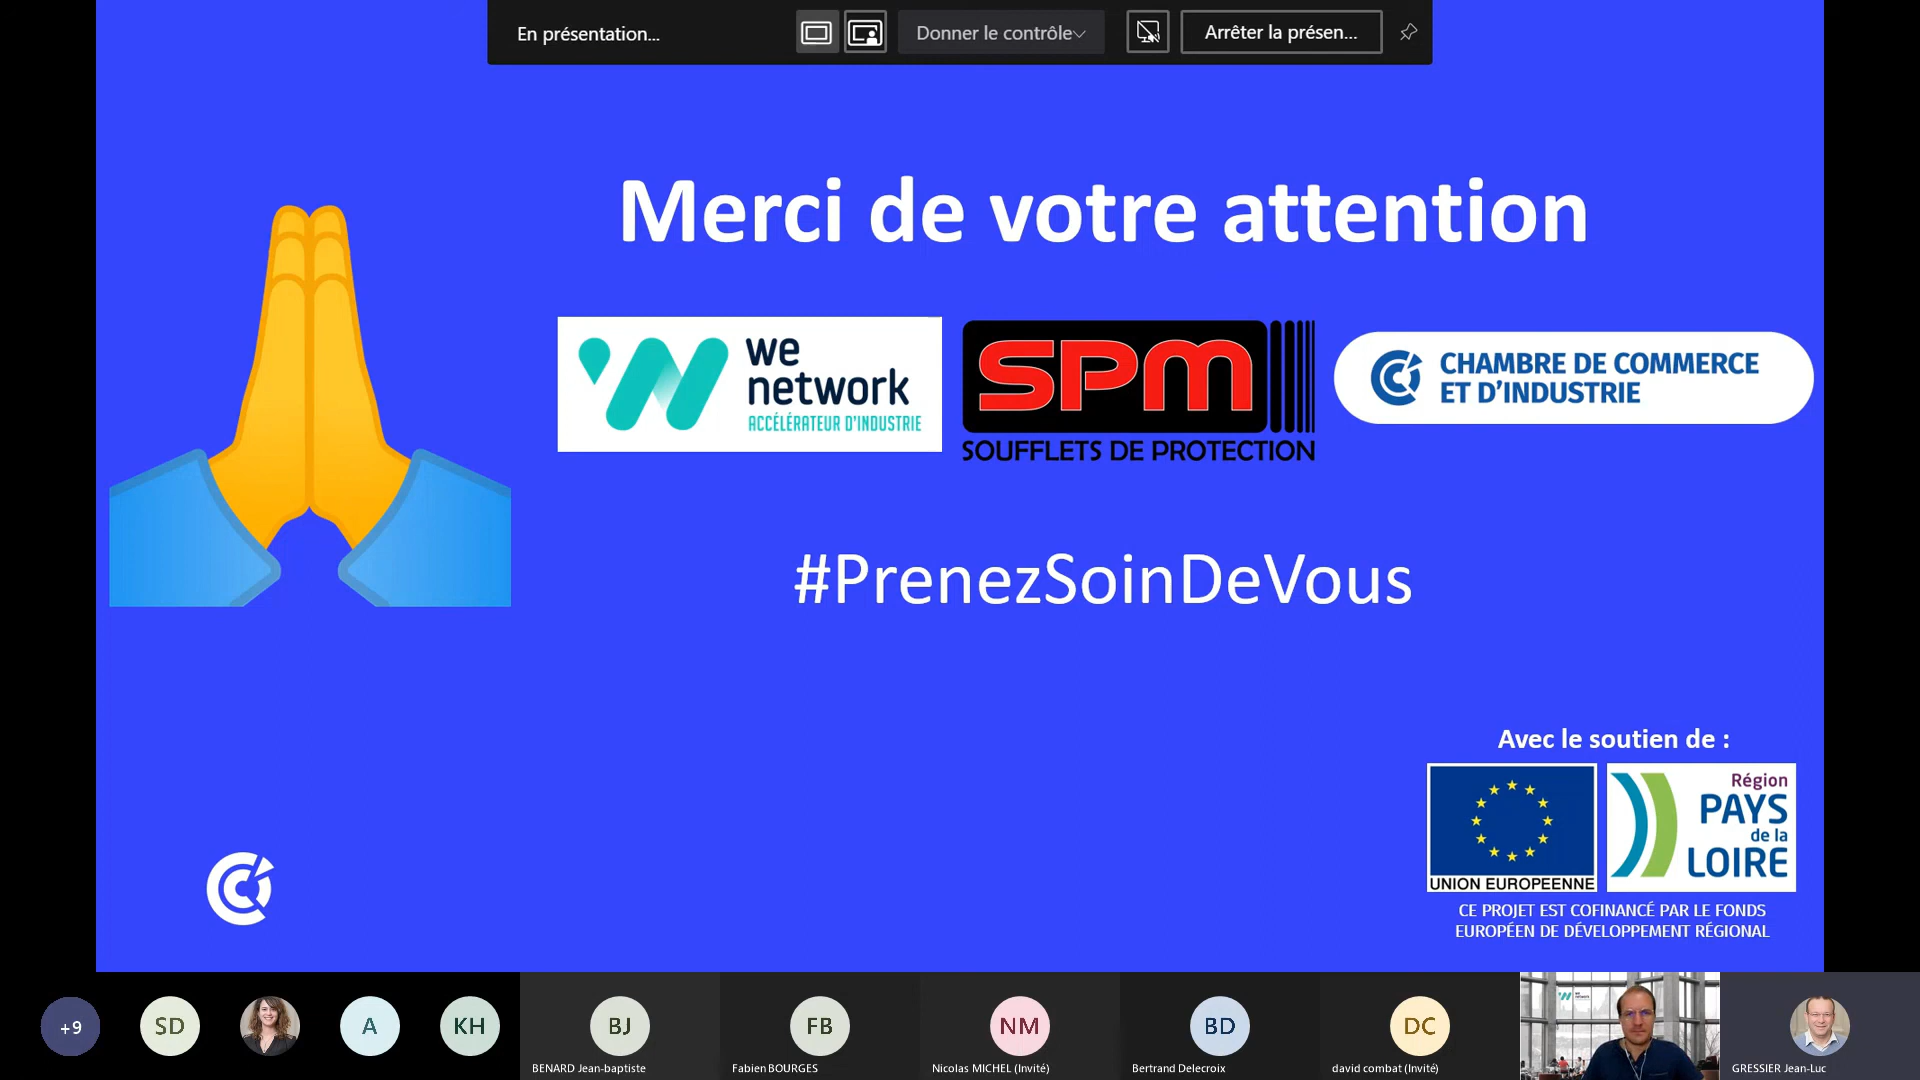 En présentation...
Donner le contrôle
Arrêter la présen...
Merci de votre attention
we
network
ACCÉLÉRATEUR D'INDUSTRIE
SPM
SOUFFLETS DE PROTECTION
CHAMBRE DE COMMERCE
ET D'INDUSTRIE
#PrenezSoinDeVous
Avec le soutien de :
UNION EUROPEENNE
Région
PAYS
de la
LOIRE
CE PROJET EST COFINANCÉ PAR LE FONDS
EUROPÉEN DE DÉVELOPPEMENT RÉGIONAL
+9
SD
A
KH
BJ
FB
NM
BD
DC
we
network
BENARD Jean-baptiste
Fabien BOURGES
Nicolas MICHEL (Invité)
Bertrand Delecroix
david combat (Invité)
GRESSIER Jean-Luc